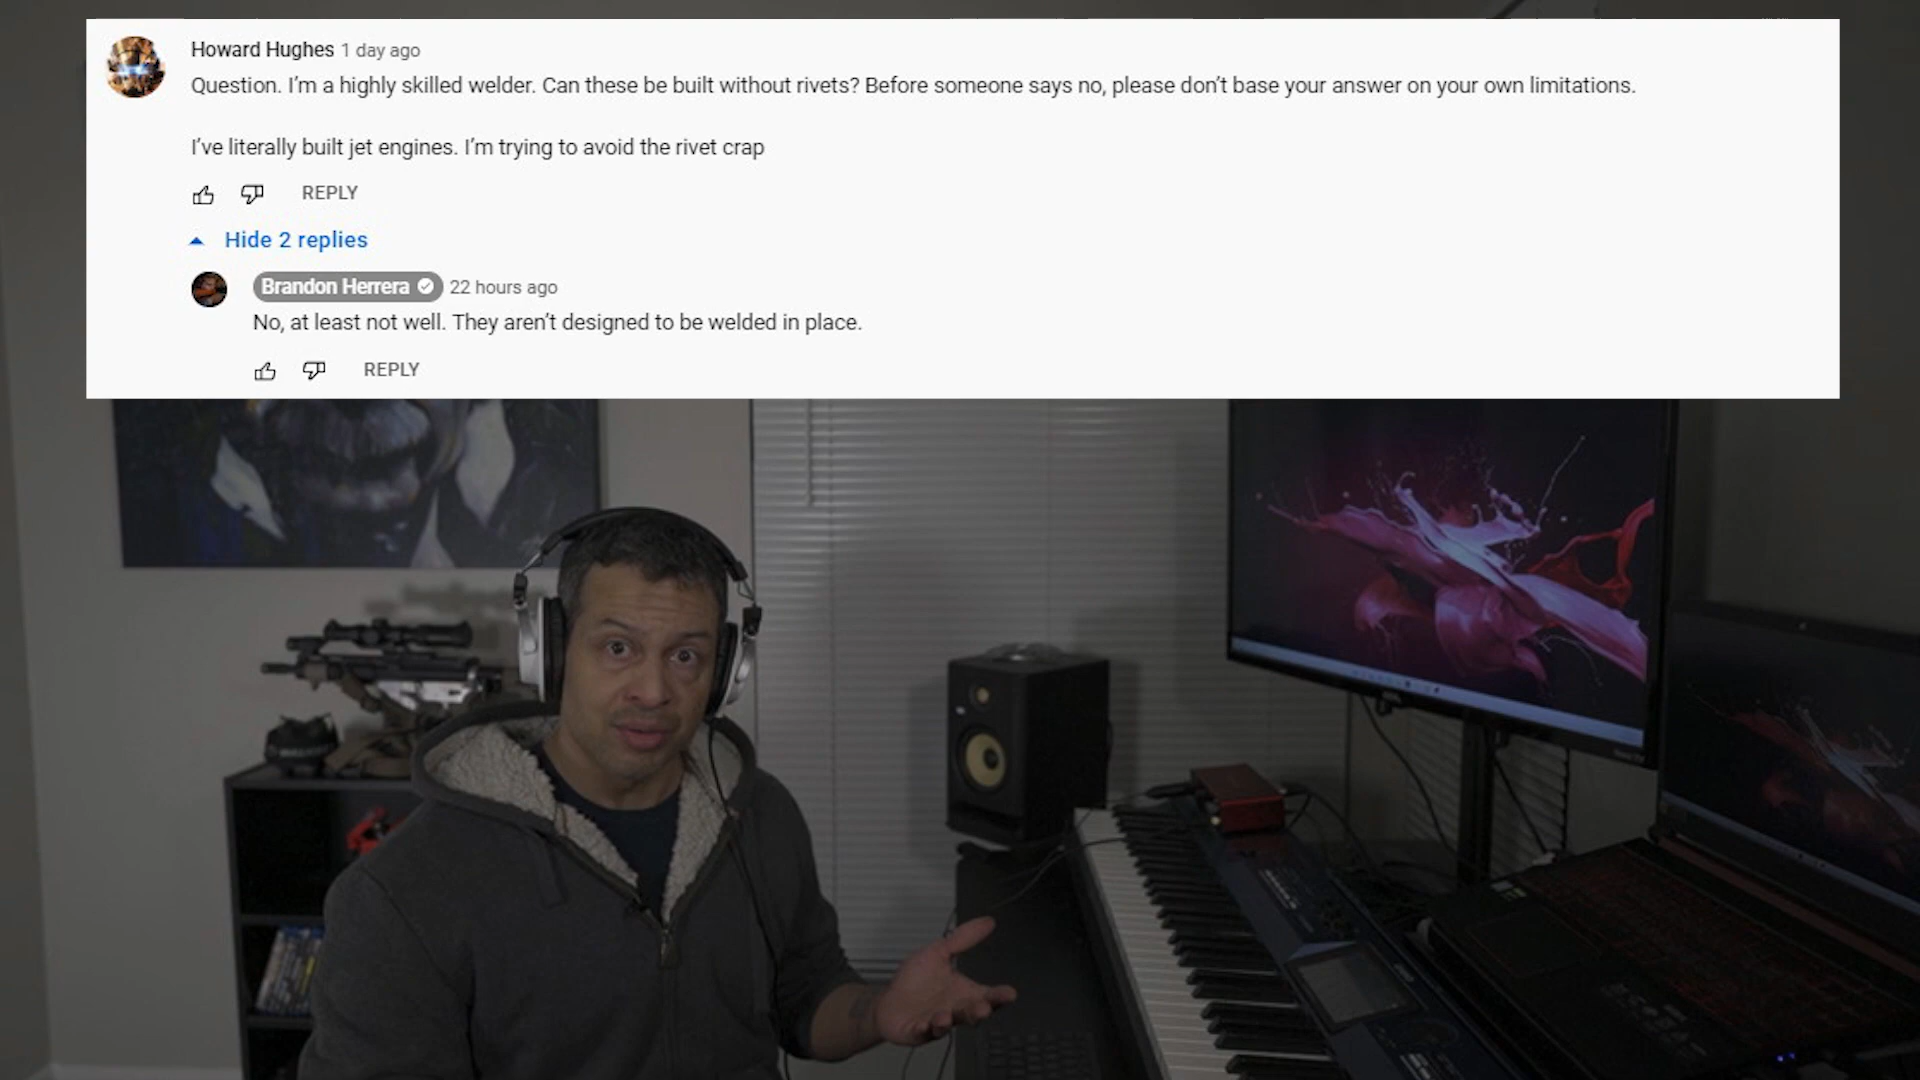 Howard Hughes 1 day ago
Question. I’m a highly skilled welder. Can these be built without rivets? Before someone says no, please don’t base your answer on your own limitations.
I’ve literally built jet engines. I’m trying to avoid the rivet crap
REPLY
Hide 2 replies
Brandon Herrera 22 hours ago
No, at least not well. They aren’t designed to be welded in place.
REPLY